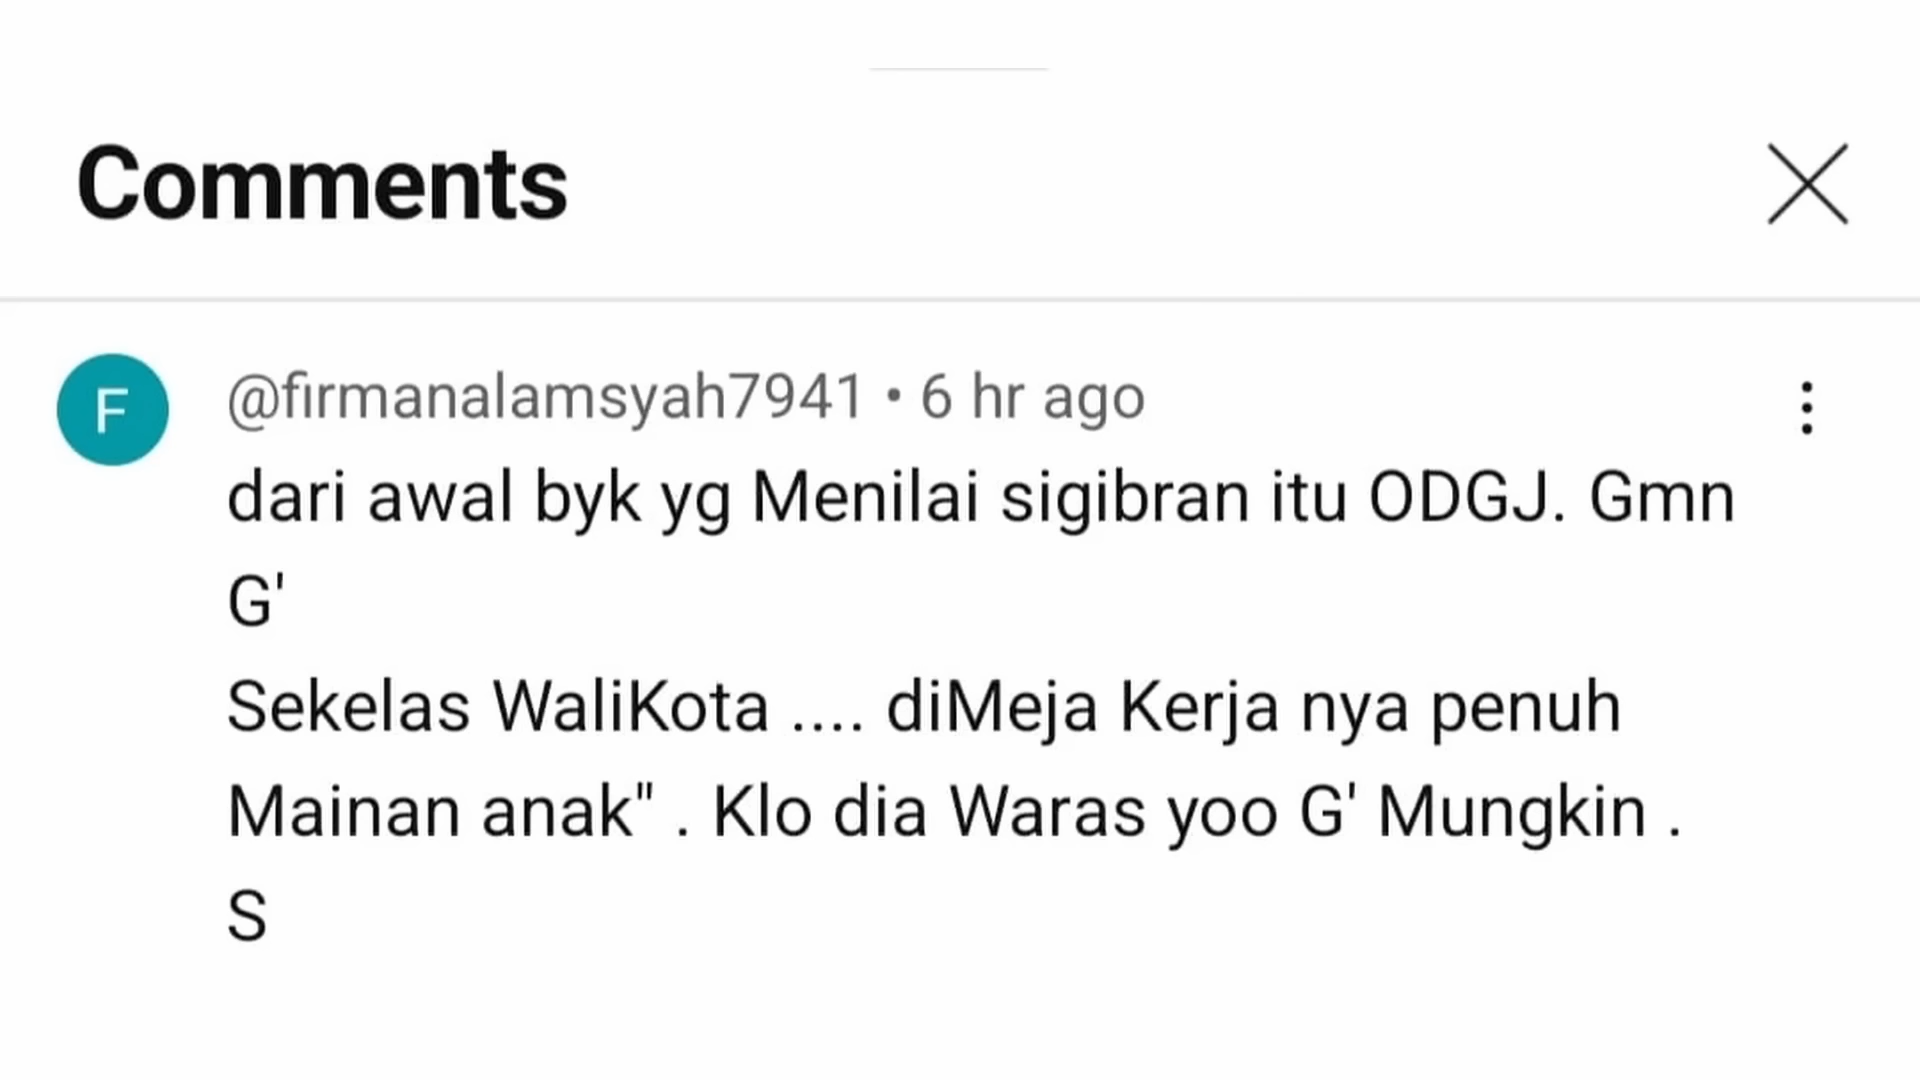 Comments
F
@firmanalamsyah7941 • 6 hr ago
dari awal byk yg Menilai sigibran itu ODGJ. Gmn
G'
Sekelas WaliKota .... diMeja Kerja nya penuh
Mainan anak" . Klo dia Waras yoo G' Mungkin .
S